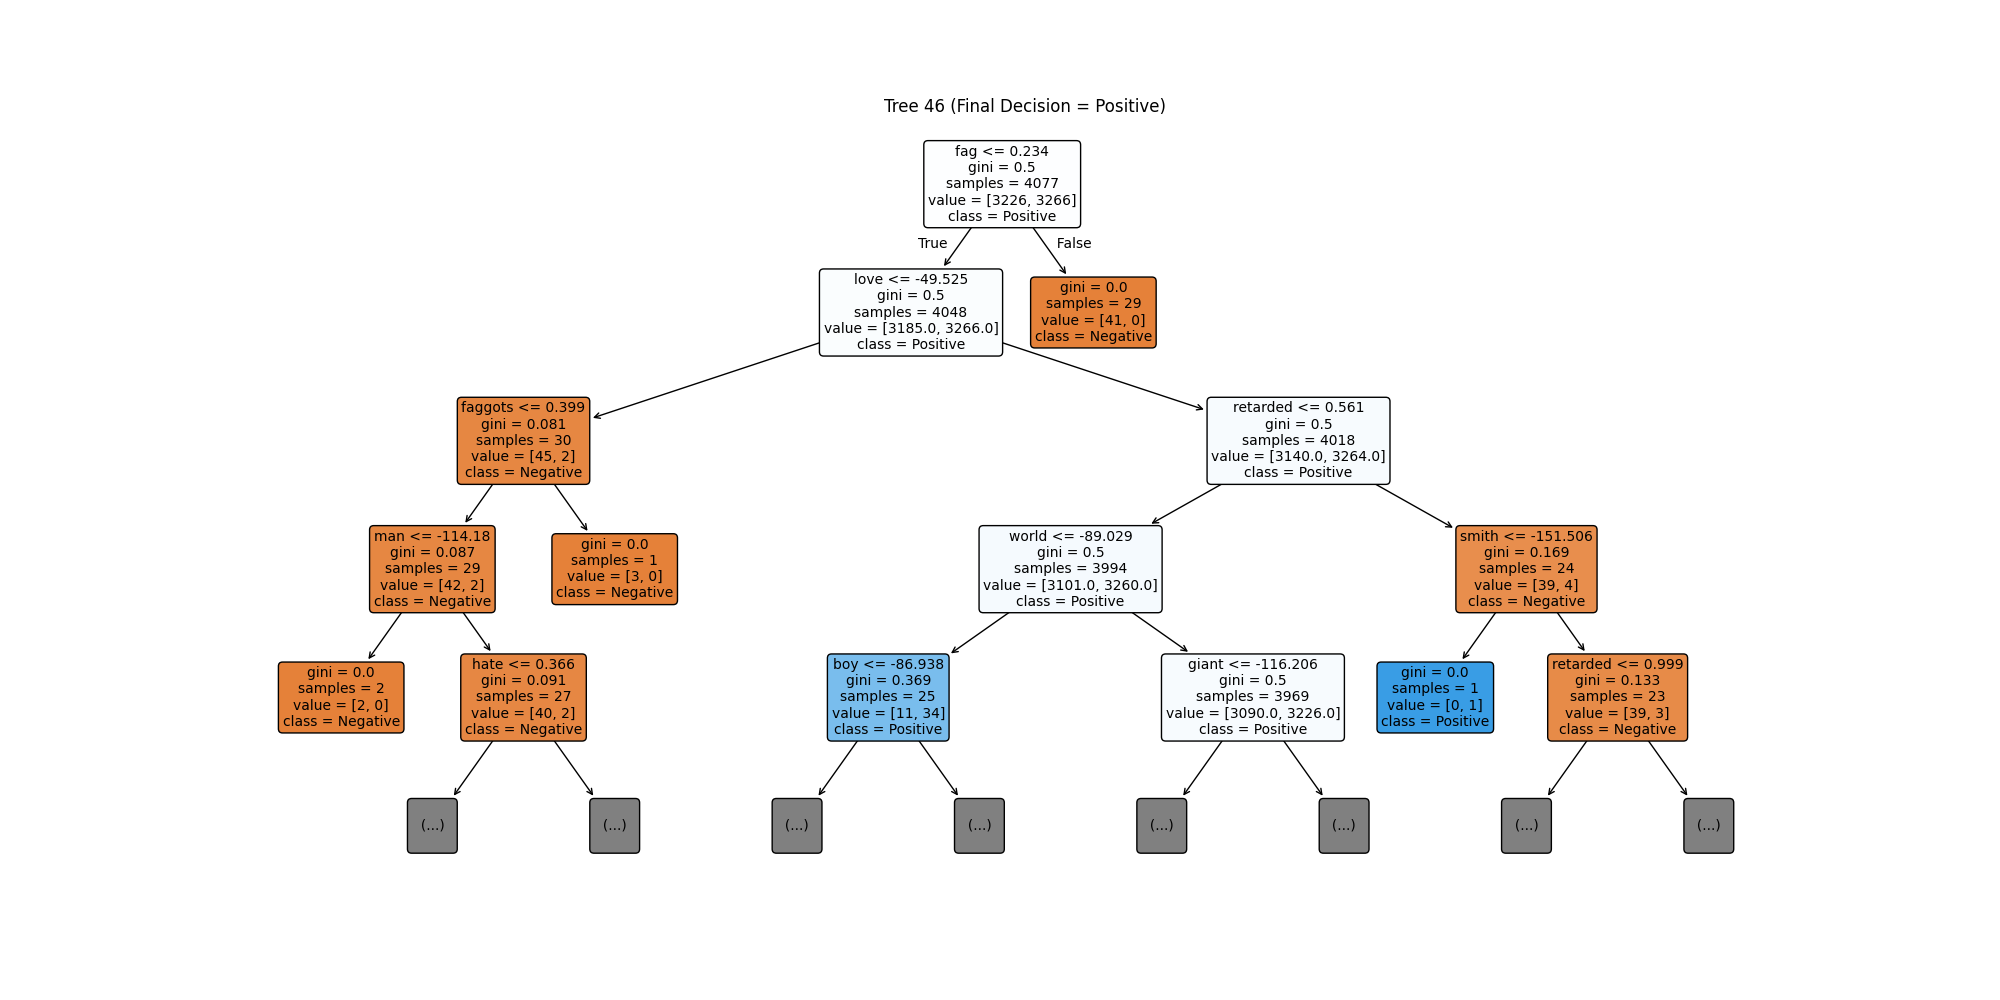 Tree 46 (Final Decision = Positive)
fag <= 0.234
gini = 0.5
samples = 4077
value = [3226, 3266]
class = Positive
True
False
love <= -49.525
gini = 0.5
samples = 4048
value = [3185.0, 3266.0]
class = Positive
gini = 0.0
samples = 29
value = [41, 0]
class = Negative
faggots <= 0.399
gini = 0.081
samples = 30
value = [45, 2]
class = Negative
retarded <= 0.561
gini = 0.5
samples = 4018
value = [3140.0, 3264.0]
class = Positive
man <= -114.18
gini = 0.087
samples = 29
value = [42, 2]
class = Negative
gini = 0.0
samples = 1
value = [3, 0]
class = Negative
world <= -89.029
gini = 0.5
samples = 3994
value = [3101.0, 3260.0]
class = Positive
smith <= -151.506
gini = 0.169
samples = 24
value = [39, 4]
class = Negative
gini = 0.0
samples = 2
value = [2, 0]
class = Negative
hate <= 0.366
gini = 0.091
samples = 27
value = [40, 2]
class = Negative
boy <= -86.938
gini = 0.369
samples = 25
value = [11, 34]
class = Positive
giant <= -116.206
gini = 0.5
samples = 3969
value = [3090.0, 3226.0]
class = Positive
gini = 0.0
samples = 1
value = [0, 1]
class = Positive
retarded <= 0.999
gini = 0.133
samples = 23
value = [39, 3]
class = Negative
(...)
(...)
(...)
(...)
(...)
(...)
(...)
(...)